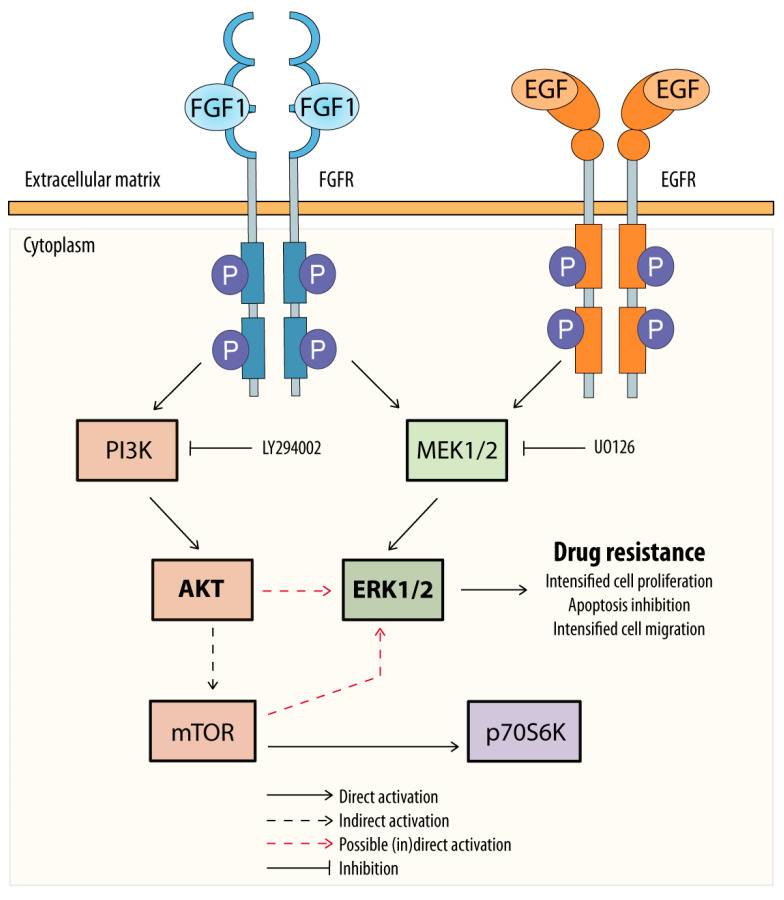 FGF1
FGF1
EGF
EGF
Extracellular matrix
FGFR
EGFR
Cytoplasm
P
P
P
P
P
P
P
P
PI3K
LY294002
MEK1/2
U0126
AKT
ERK1/2
Drug resistance
Intensified cell proliferation
Apoptosis inhibition
Intensified cell migration
mTOR
p70S6K
Direct activation
Indirect activation
Possible (in)direct activation
Inhibition